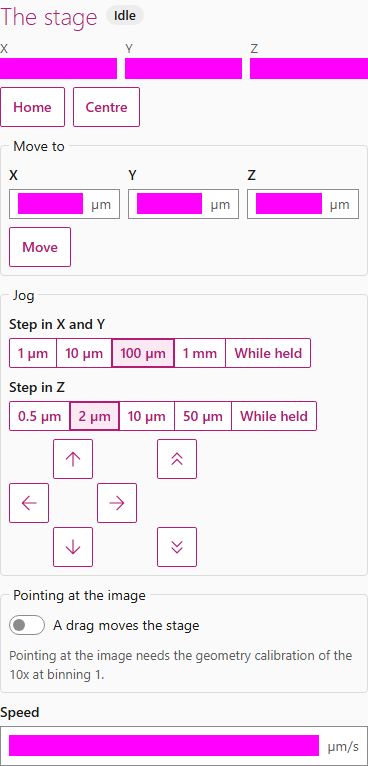 The stage Idle
X Y Z
Home Centre
Move to
X Y Z
µm µm µm
Move
Jog
Step in X and Y
1 µm 10 µm 100 µm 1 mm While held
Step in Z
0.5 µm 2 µm 10 µm 50 µm While held
Pointing at the image
A drag moves the stage
Pointing at the image needs the geometry calibration of the
10x at binning 1.
Speed
µm/s